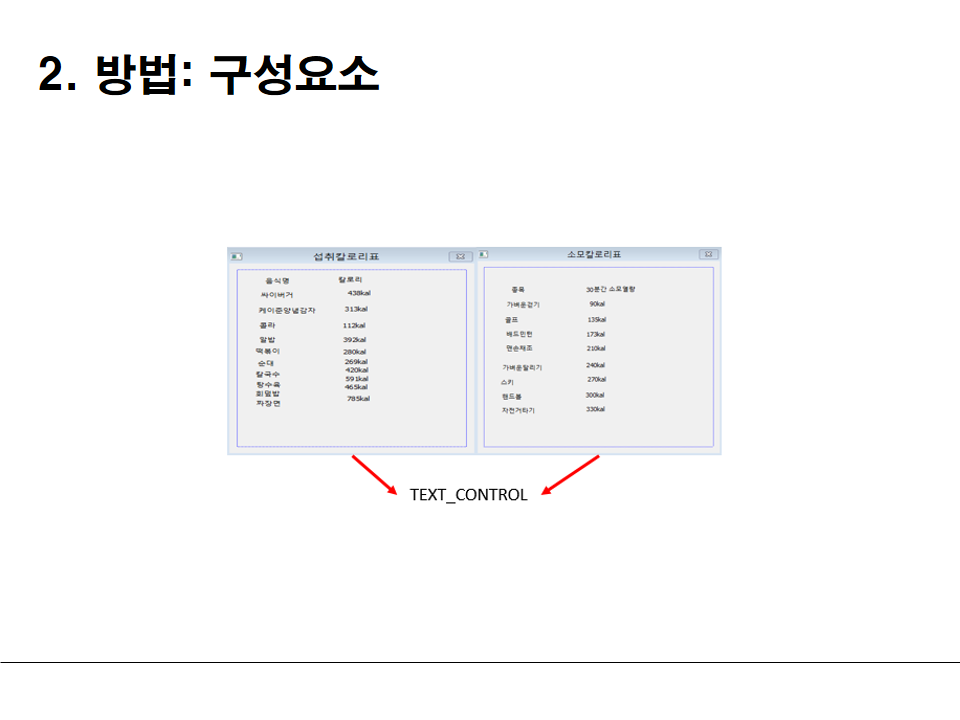 2. 방법: 구성요소
섭취칼로리표
음식명 칼로리
싸이버거 438kal
케이준양념감자 313kal
콜라 112kal
알밥 392kal
떡볶이 280kal
순대 269kal
칼국수 420kal
탕수육 591kal
회덮밥 465kal
짜장면 785kal
소모칼로리표
종목 30분간 소모열량
가벼운걷기 90kal
골프 135kal
배드민턴 173kal
맨손체조 210kal
가벼운달리기 240kal
스키 270kal
핸드볼 300kal
자전거타기 330kal
TEXT_CONTROL